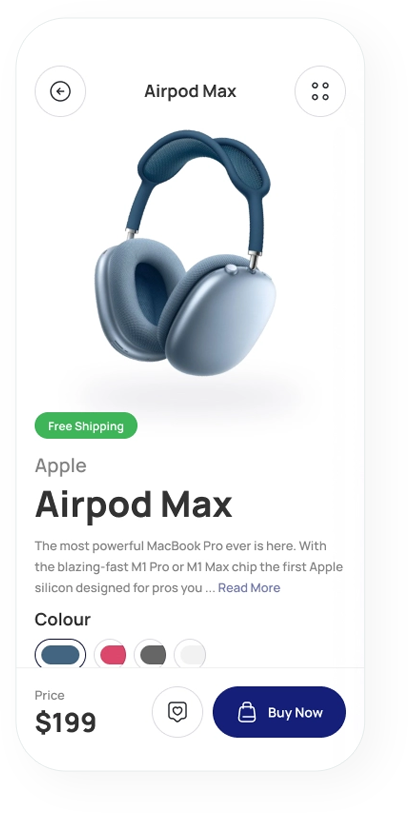 Airpod Max
Free Shipping
Apple
Airpod Max
The most powerful MacBook Pro ever is here. With
the blazing-fast M1 Pro or M1 Max chip the first Apple
silicon designed for pros you ... Read More
Colour
Price
$199
Buy Now